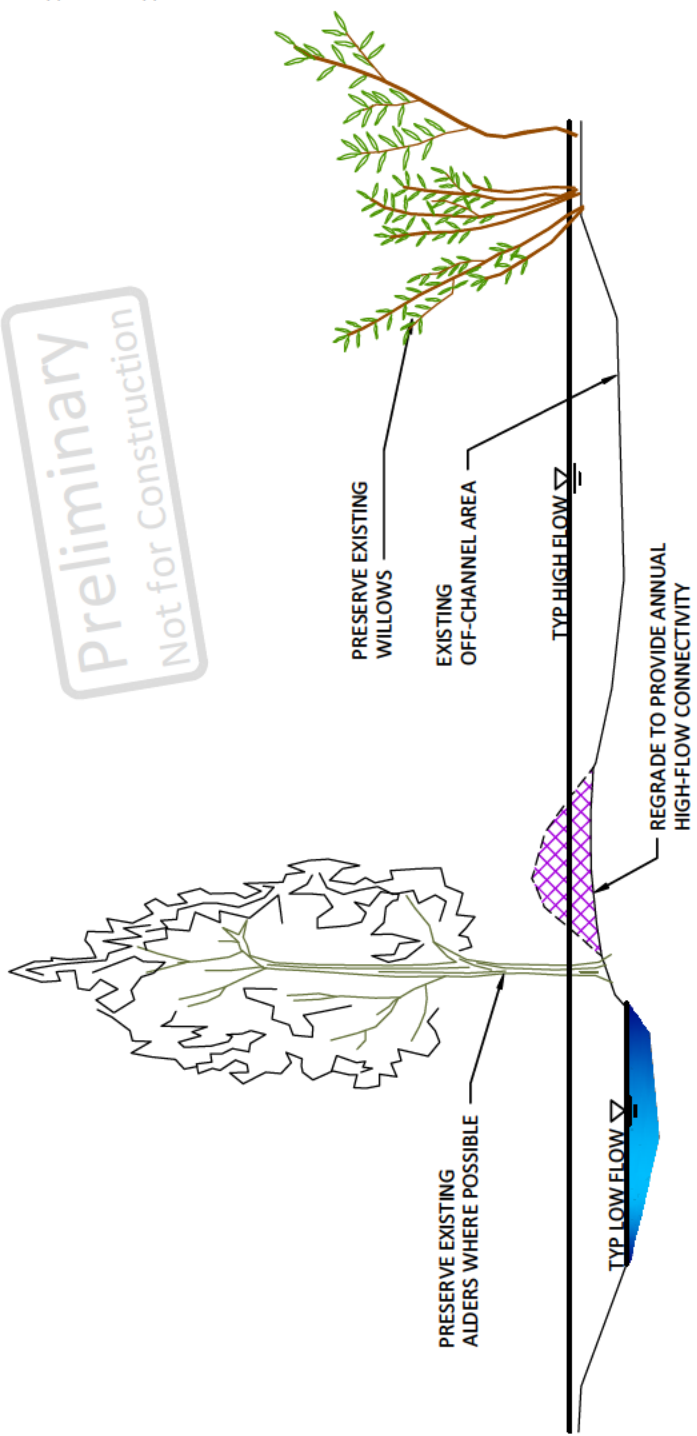 Preliminary
Not for Construction
PRESERVE EXISTING
ALDERS WHERE POSSIBLE
PRESERVE EXISTING
WILLOWS
EXISTING
OFF-CHANNEL AREA
TYP HIGH FLOW
TYP LOW FLOW
REGRADE TO PROVIDE ANNUAL
HIGH-FLOW CONNECTIVITY